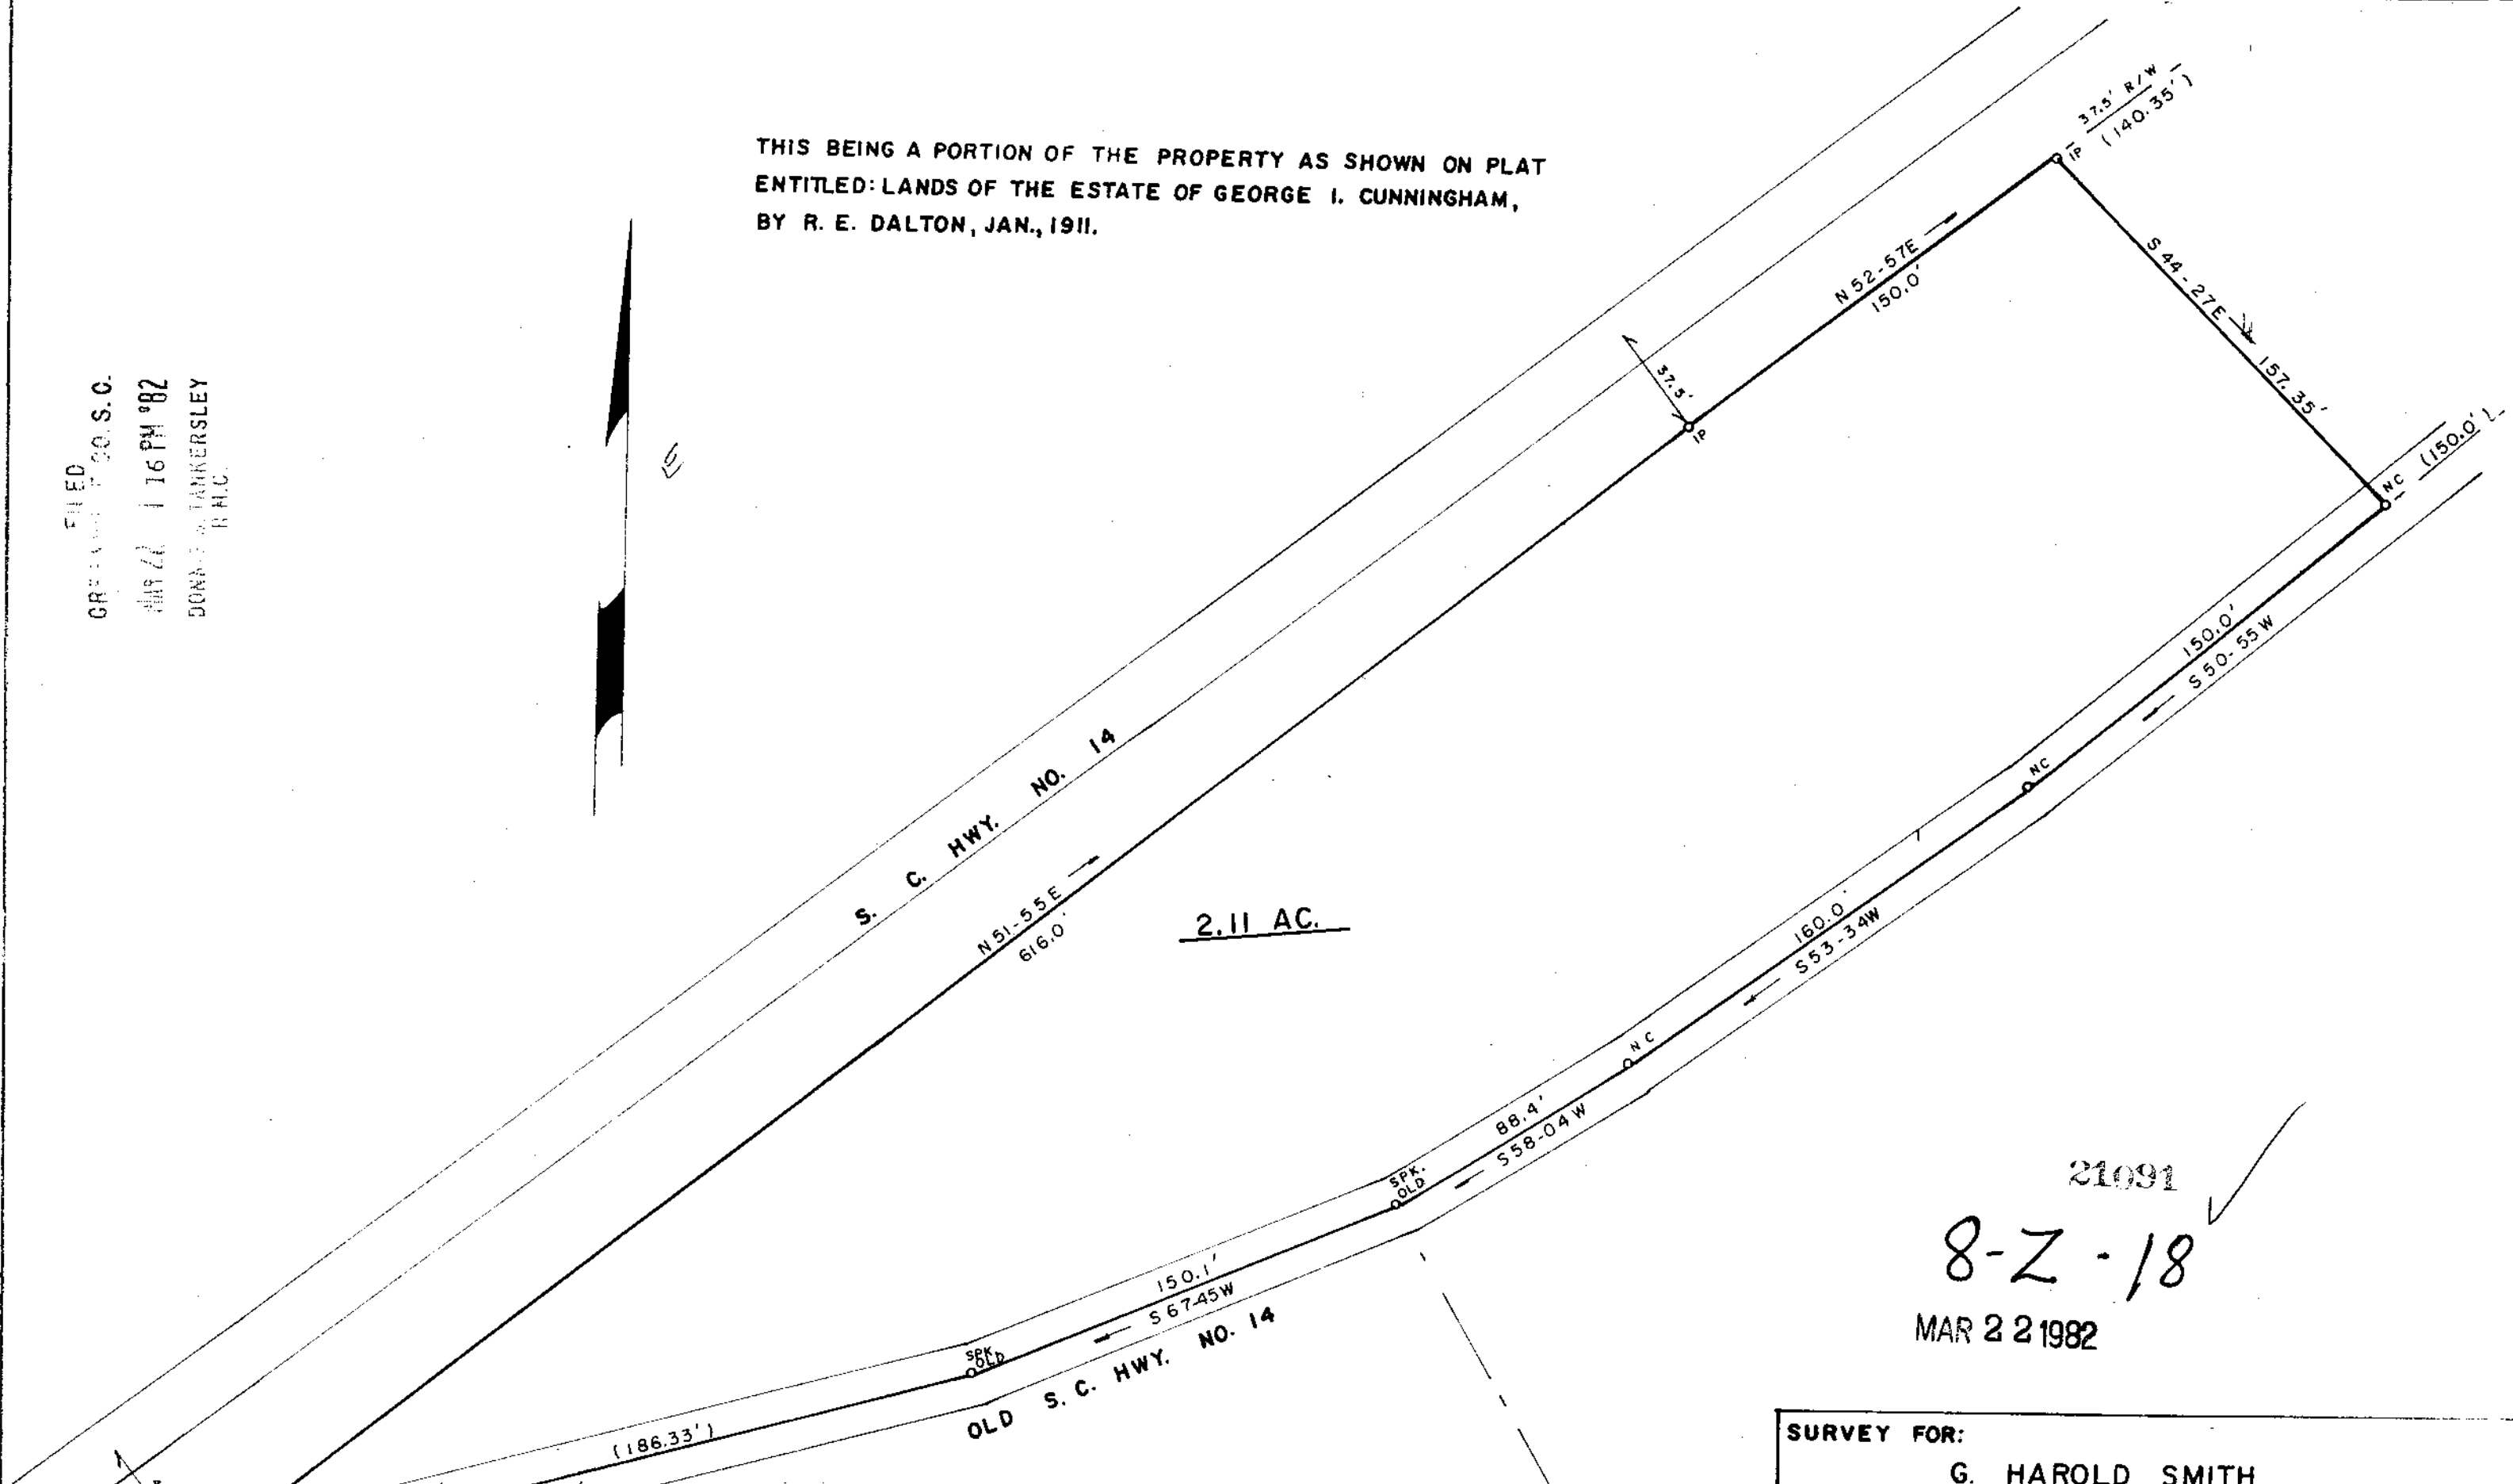 THIS BEING A PORTION OF THE PROPERTY AS SHOWN ON PLAT
ENTITLED: LANDS OF THE ESTATE OF GEORGE I. CUNNINGHAM,
BY R. E. DALTON, JAN., 1911.
37.5' R/W
(140.35')
IP
N 52-57E
150.0'
S 44-27E
157.35'
37.5'
IP
FILED
CO. S. C.
1 16 PM '82
TANKERSLEY
R.M.C.
NC
(150.0')
150.0'
S 50-55 W
NC
S. C. HWY. NO. 14
N 51-55 E
616.0'
2.11 AC.
160.0'
S 53-34W
NC
88.4'
S 58-04 W
SPK.
OLD
150.1'
S 67-45W
SPK.
OLD
OLD S. C. HWY. NO. 14
(186.33')
21091
8-Z-18
MAR 22 1982
SURVEY FOR:
G. HAROLD SMITH